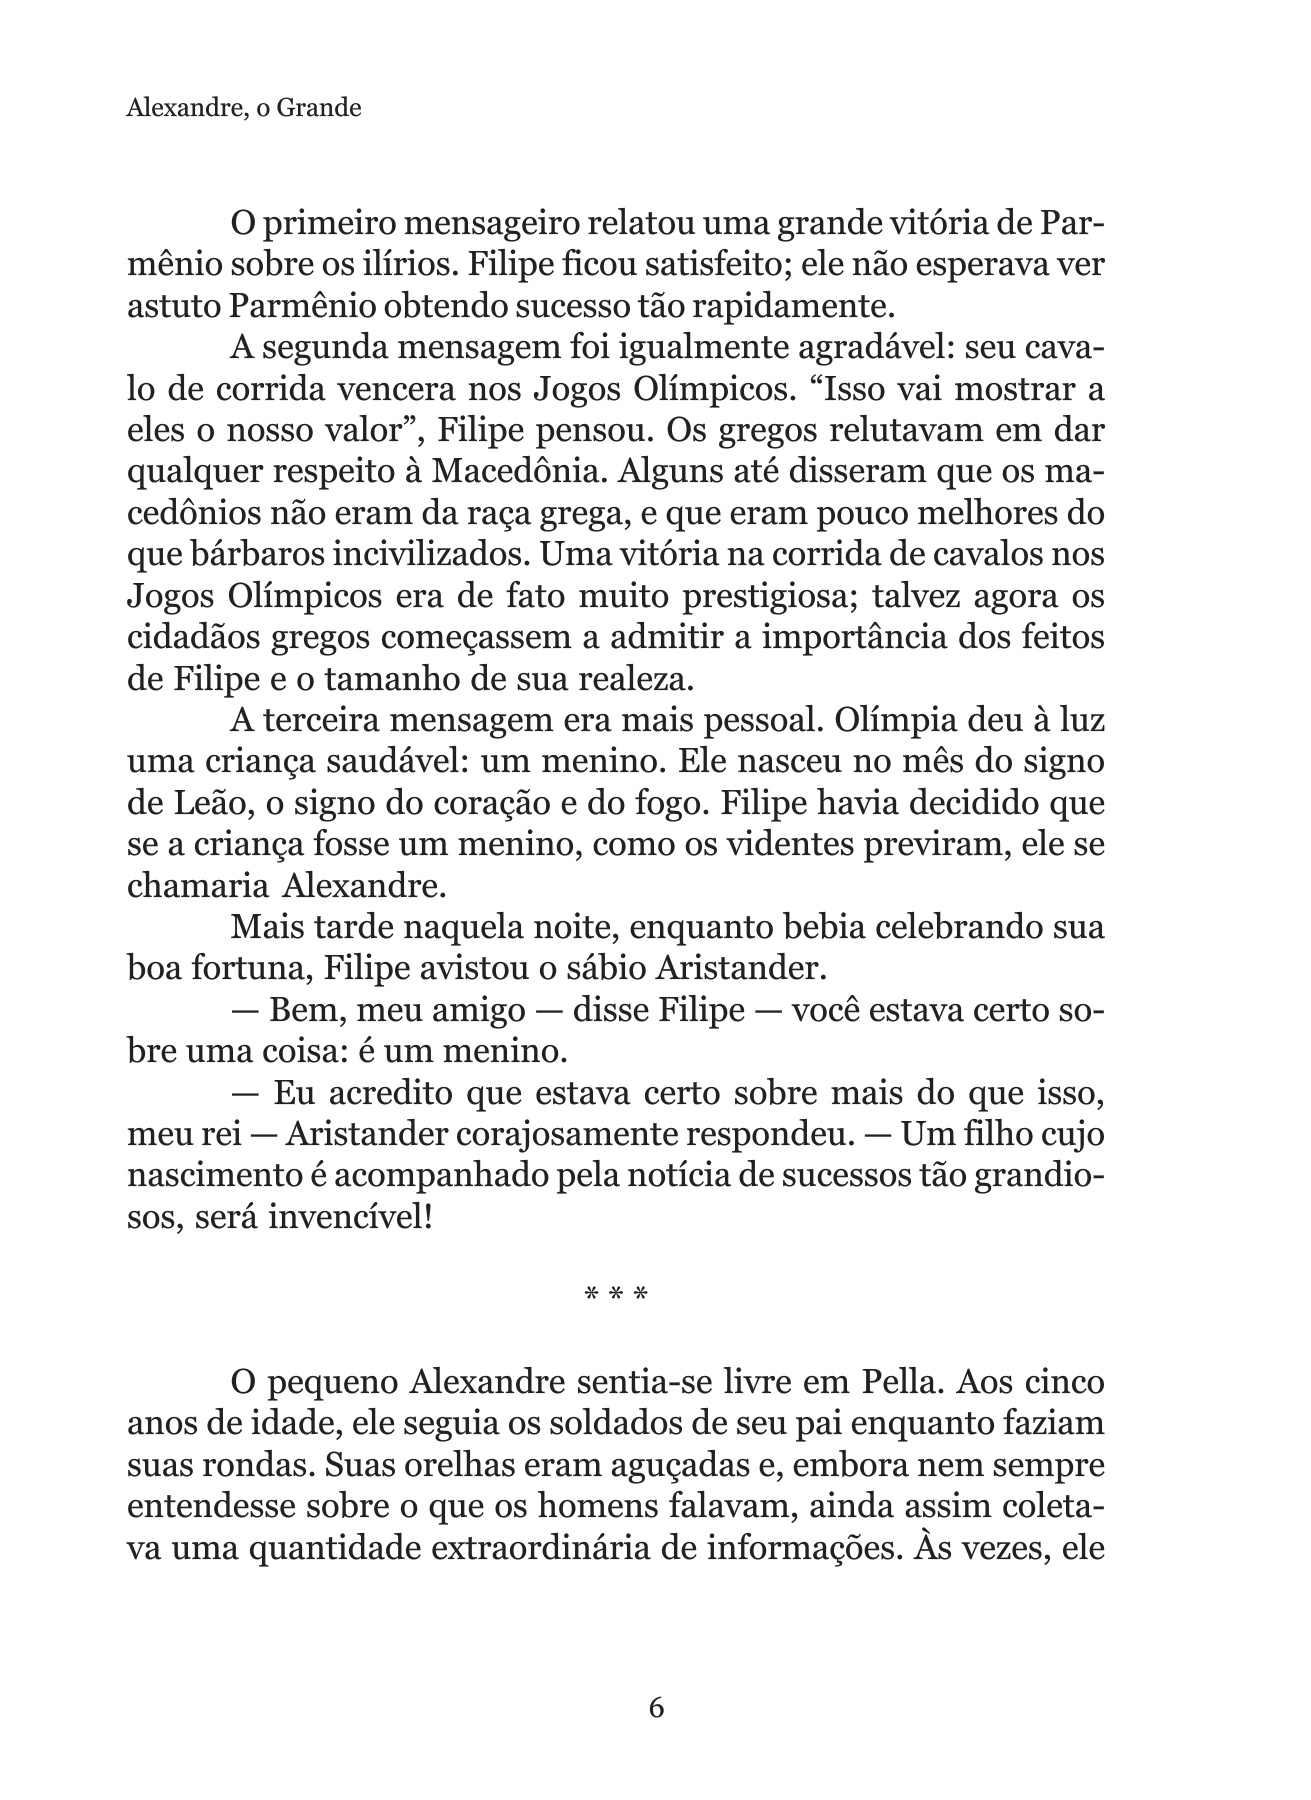 Alexandre, o Grande
O primeiro mensageiro relatou uma grande vitória de Par-
mênio sobre os ilírios. Filipe ficou satisfeito; ele não esperava ver
astuto Parmênio obtendo sucesso tão rapidamente.
A segunda mensagem foi igualmente agradável: seu cava-
lo de corrida vencera nos Jogos Olímpicos. “Isso vai mostrar a
eles o nosso valor”, Filipe pensou. Os gregos relutavam em dar
qualquer respeito à Macedônia. Alguns até disseram que os ma-
cedônios não eram da raça grega, e que eram pouco melhores do
que bárbaros incivilizados. Uma vitória na corrida de cavalos nos
Jogos Olímpicos era de fato muito prestigiosa; talvez agora os
cidadãos gregos começassem a admitir a importância dos feitos
de Filipe e o tamanho de sua realeza.
A terceira mensagem era mais pessoal. Olímpia deu à luz
uma criança saudável: um menino. Ele nasceu no mês do signo
de Leão, o signo do coração e do fogo. Filipe havia decidido que
se a criança fosse um menino, como os videntes previram, ele se
chamaria Alexandre.
Mais tarde naquela noite, enquanto bebia celebrando sua
boa fortuna, Filipe avistou o sábio Aristander.
— Bem, meu amigo — disse Filipe — você estava certo so-
bre uma coisa: é um menino.
— Eu acredito que estava certo sobre mais do que isso,
meu rei — Aristander corajosamente respondeu. — Um filho cujo
nascimento é acompanhado pela notícia de sucessos tão grandio-
sos, será invencível!
* * *
O pequeno Alexandre sentia-se livre em Pella. Aos cinco
anos de idade, ele seguia os soldados de seu pai enquanto faziam
suas rondas. Suas orelhas eram aguçadas e, embora nem sempre
entendesse sobre o que os homens falavam, ainda assim coleta-
va uma quantidade extraordinária de informações. Às vezes, ele
6